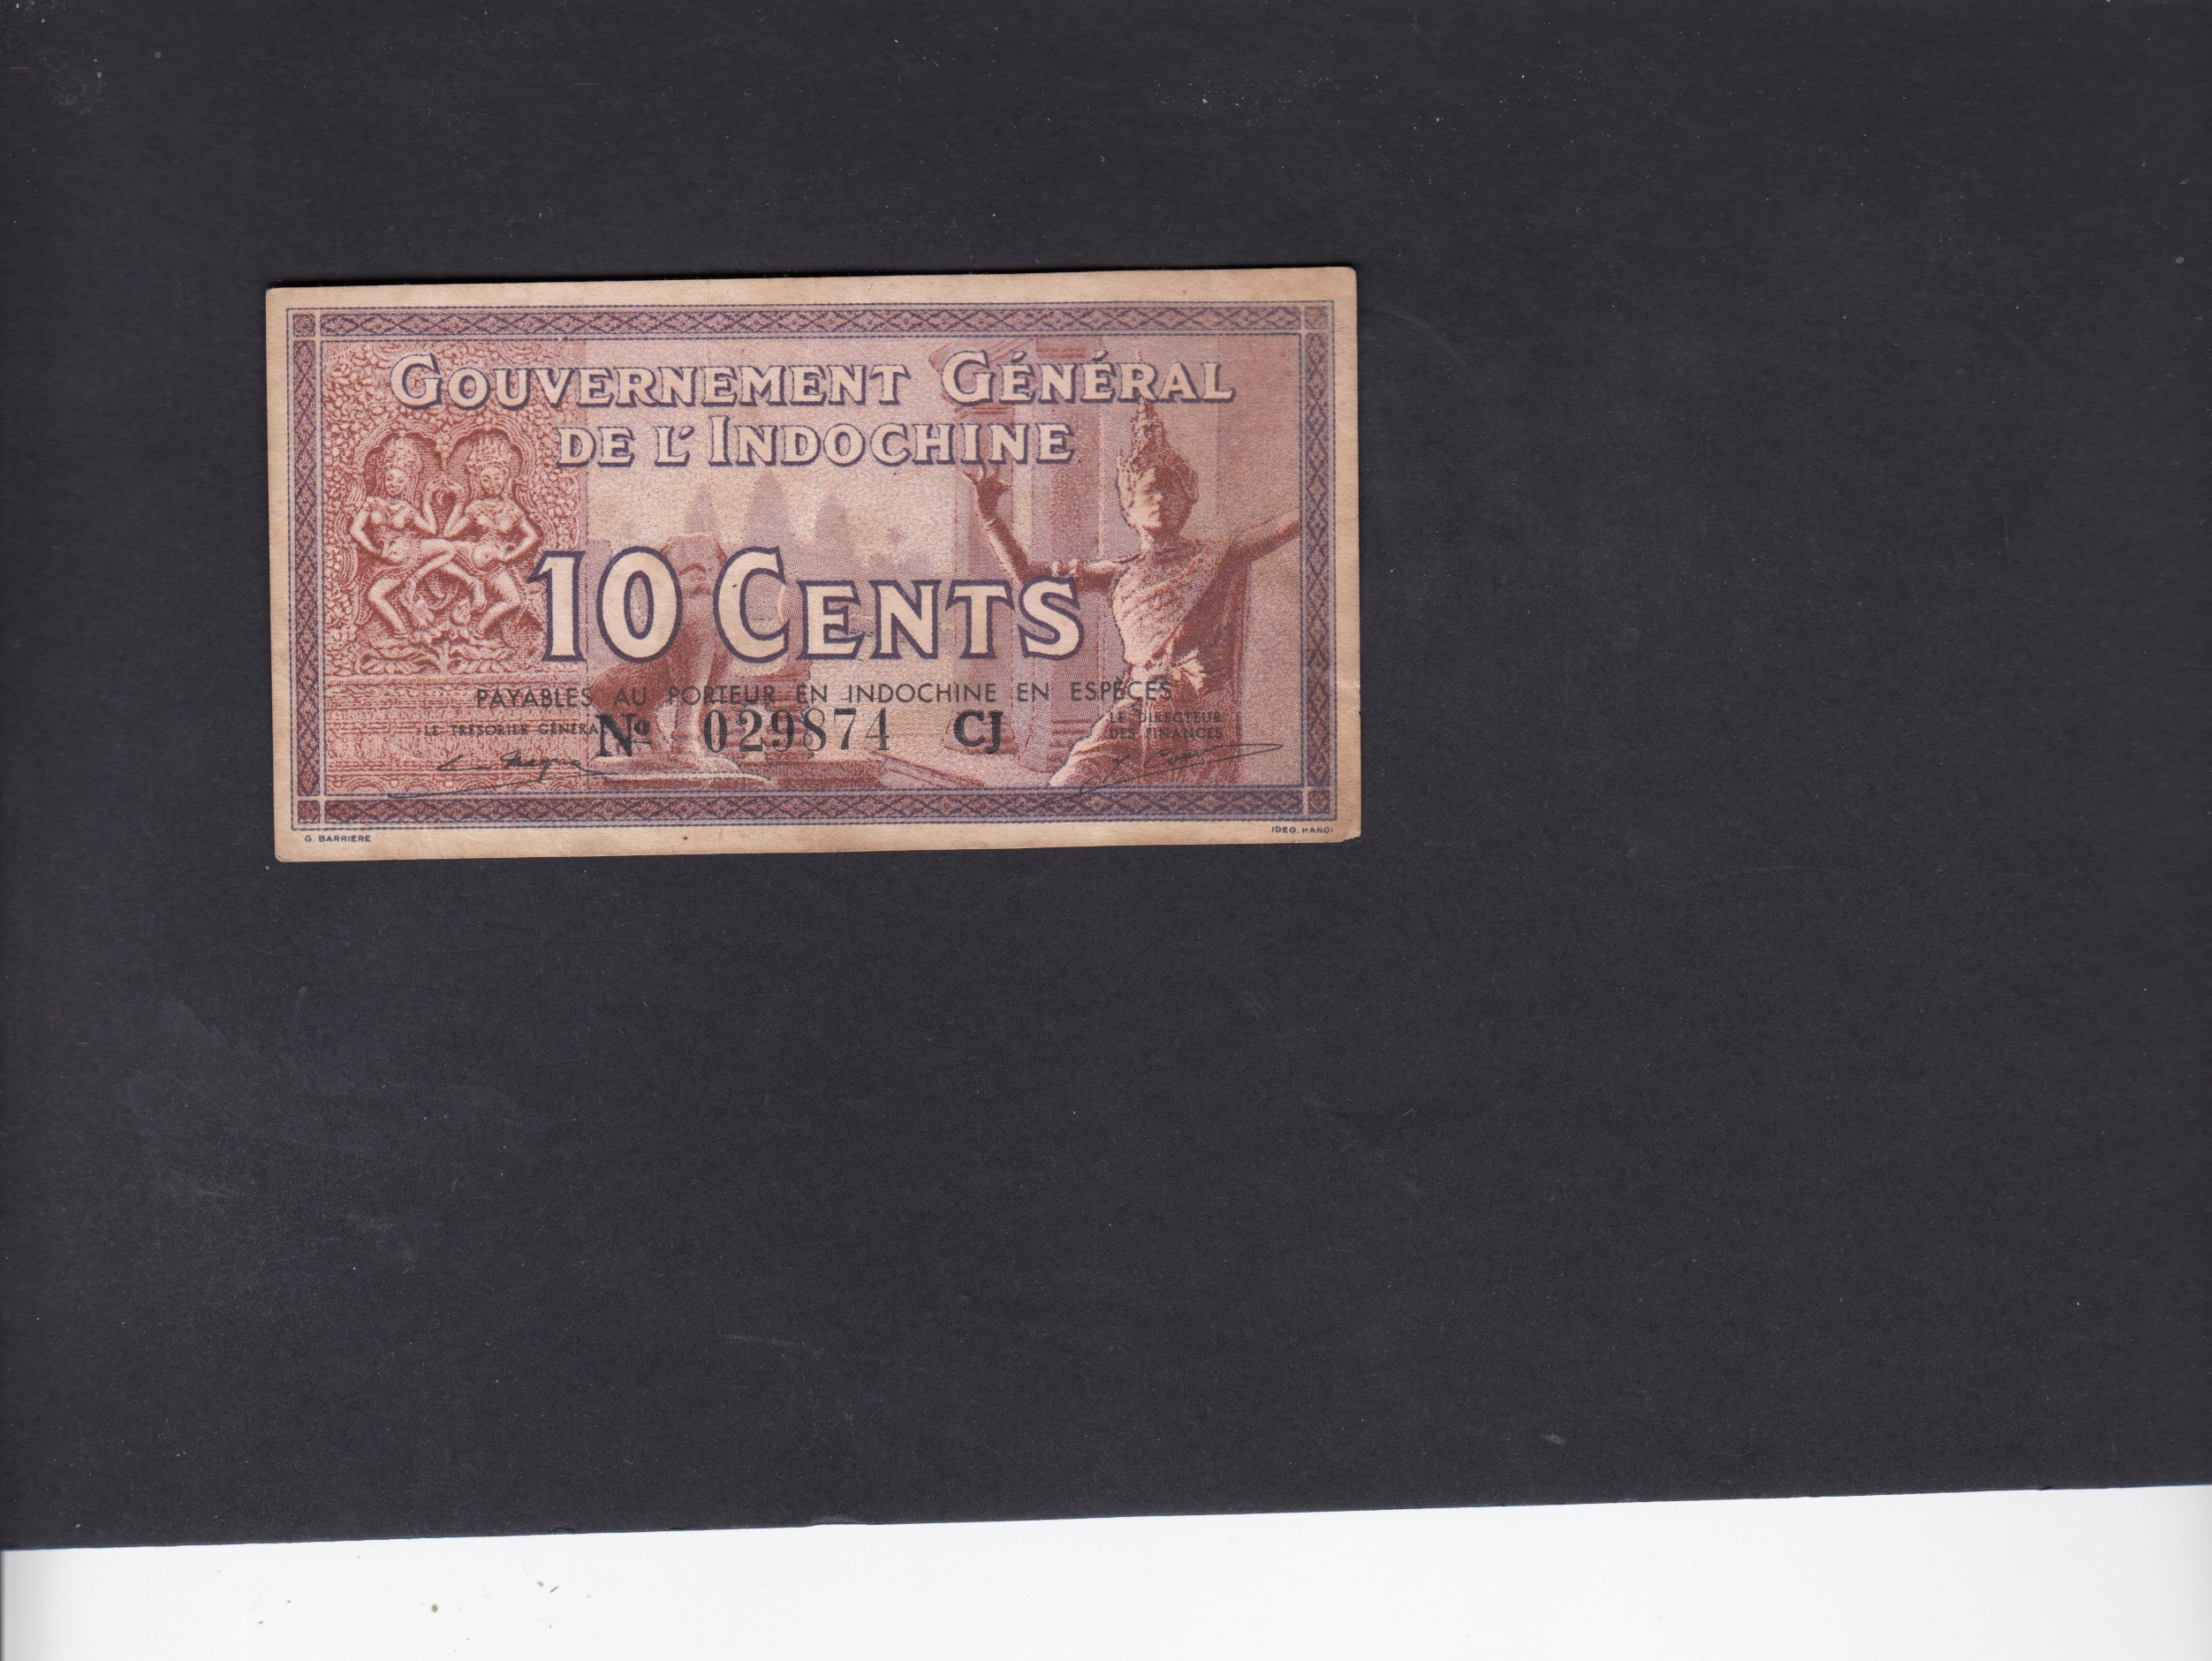 GOUVERNEMENT GÉNÉRAL
DE L'INDOCHINE
10 CENTS
PAYABLES AU PORTEUR EN INDOCHINE EN ESPÈCES
LE TRÉSORIER GÉNÉRAL
No 029874 CJ
LE DIRECTEUR
DES FINANCES
G. BARRIERE
IDEO. HANOI